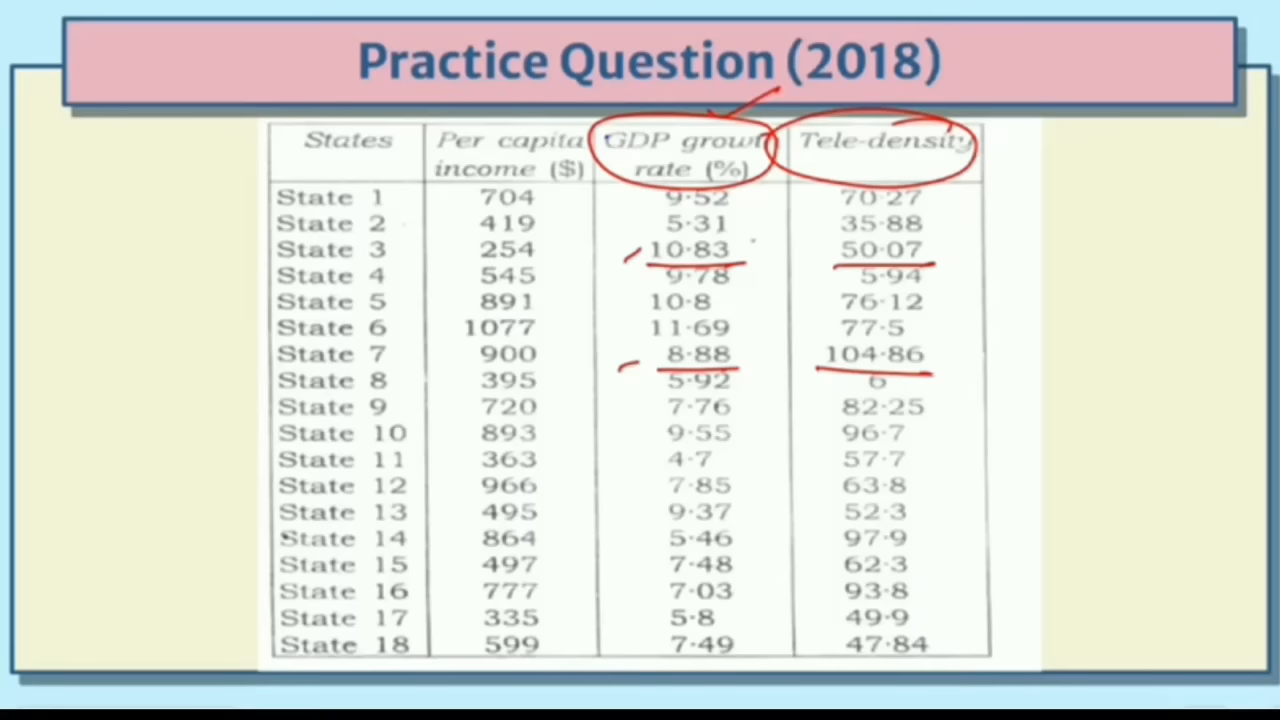 Practice Question (2018)
States Per capita income ($) GDP growth rate (%) Tele-density
State 1 704 9·52 70·27
State 2 419 5·31 35·88
State 3 254 10·83 50·07
State 4 545 9·78 5·94
State 5 891 10·8 76·12
State 6 1077 11·69 77·5
State 7 900 8·88 104·86
State 8 395 5·92 6
State 9 720 7·76 82·25
State 10 893 9·55 96·7
State 11 363 4·7 57·7
State 12 966 7·85 63·8
State 13 495 9·37 52·3
State 14 864 5·46 97·9
State 15 497 7·48 62·3
State 16 777 7·03 93·8
State 17 335 5·8 49·9
State 18 599 7·49 47·84